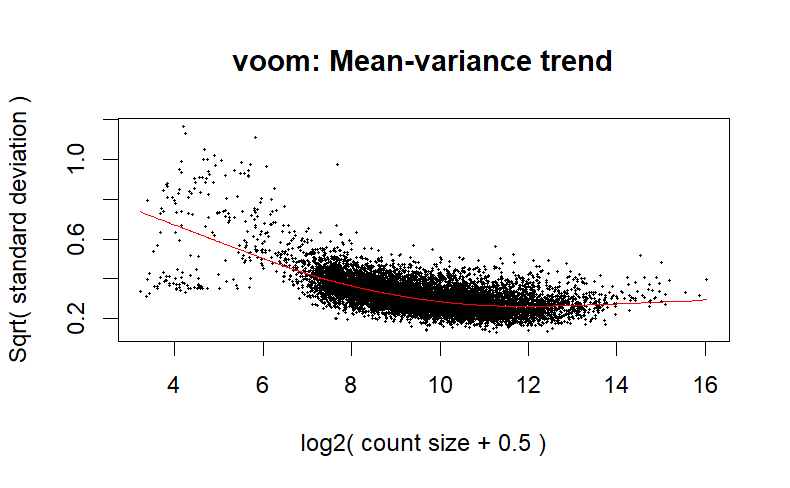 voom: Mean-variance trend
Sqrt( standard deviation )
1.0
0.6
0.2
4 6 8 10 12 14 16
log2( count size + 0.5 )